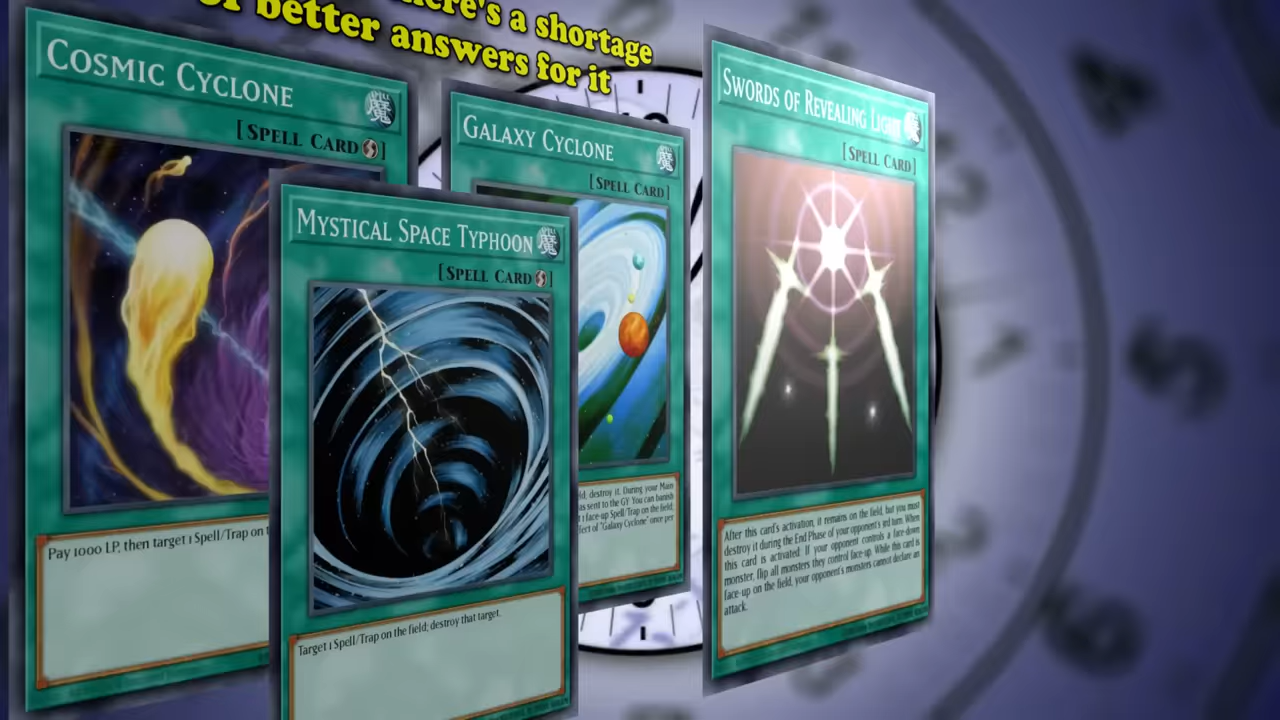 here's a shortage
of better answers for it
COSMIC CYCLONE
[SPELL CARD]
Pay 1000 LP, then target 1 Spell/Trap on t
MYSTICAL SPACE TYPHOON
[SPELL CARD]
Target 1 Spell/Trap on the field; destroy that target.
GALAXY CYCLONE
[SPELL CARD]
ld, destroy it. During your Main
as sent to the GY: You can banish
t 1 face-up Spell/Trap on the field;
ffect of "Galaxy Cyclone" once per
SWORDS OF REVEALING LIGHT
[SPELL CARD]
After this card's activation, it remains on the field, but you must
destroy it during the End Phase of your opponent's 3rd turn. When
this card is activated: If your opponent controls a face-down
monster, flip all monsters they control face-up. While this card is
face-up on the field, your opponent's monsters cannot declare an
attack.